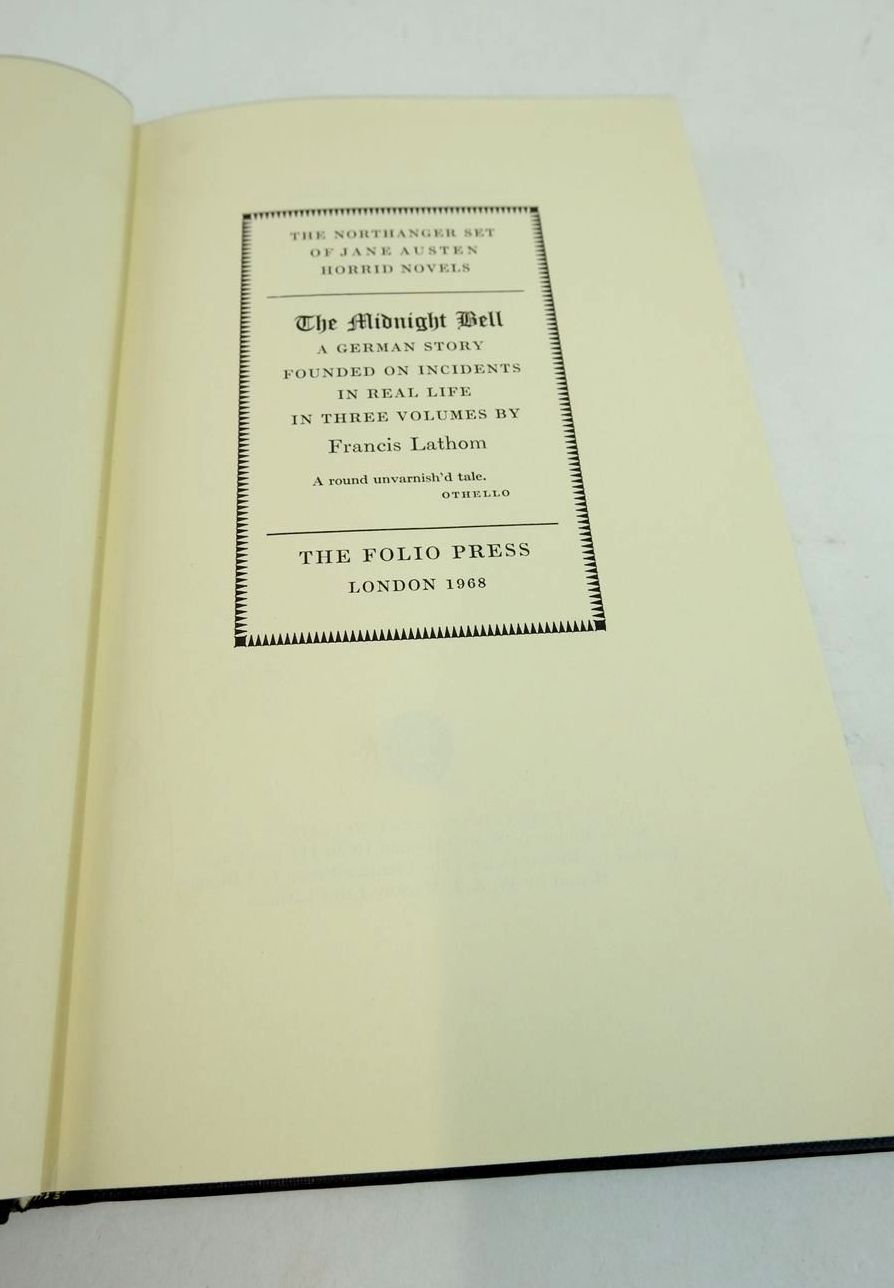 THE NORTHANGER SET
OF JANE AUSTEN
HORRID NOVELS
The Midnight Bell
A GERMAN STORY
FOUNDED ON INCIDENTS
IN REAL LIFE
IN THREE VOLUMES BY
Francis Lathom
A round unvarnish'd tale.
OTHELLO
THE FOLIO PRESS
LONDON 1968